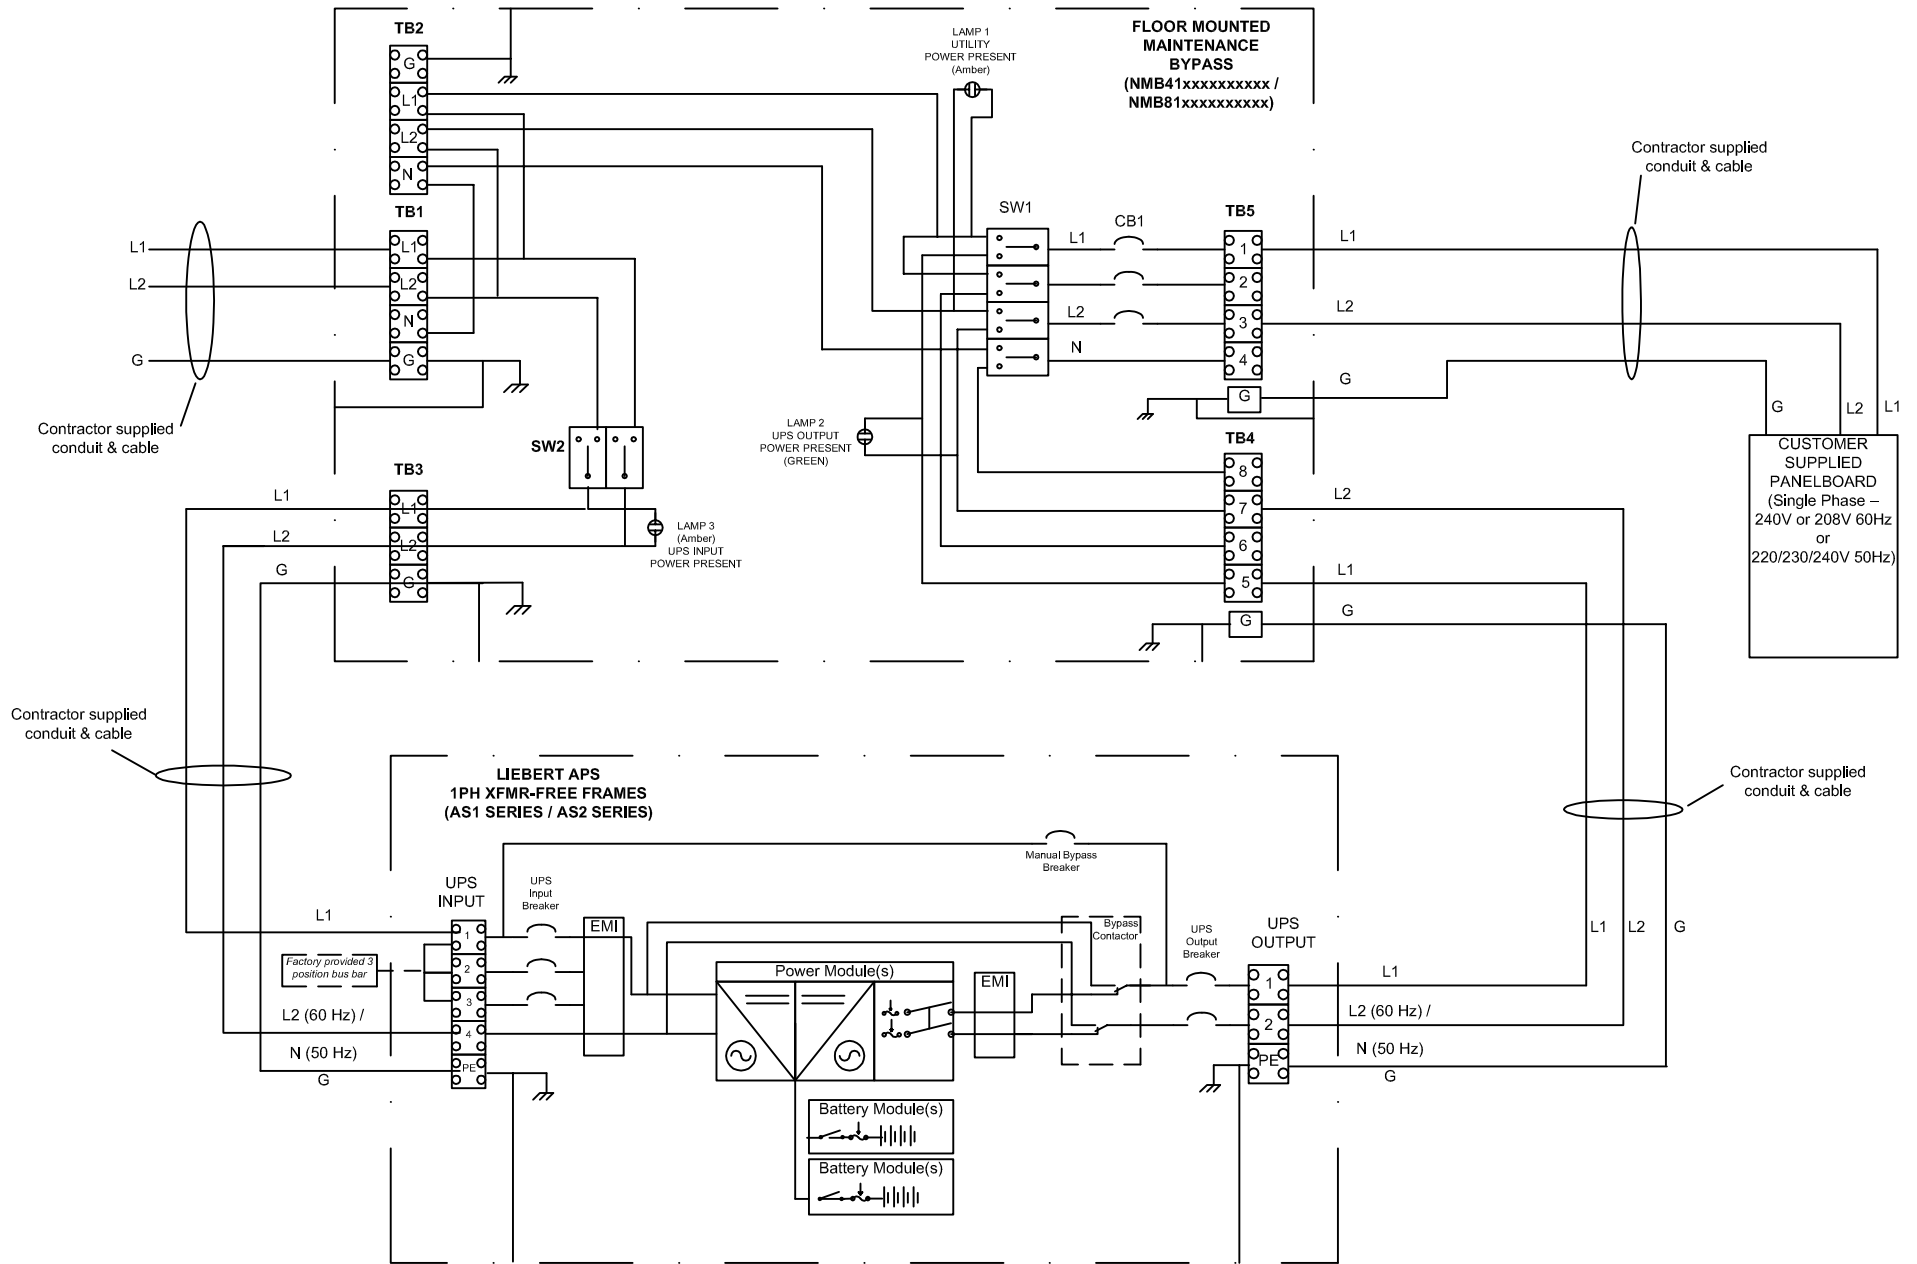 TB2
G
L1
L2
N
LAMP 1
UTILITY
POWER PRESENT
(Amber)
FLOOR MOUNTED
MAINTENANCE
BYPASS
(NMB41xxxxxxxxxx /
NMB81xxxxxxxxxx)
Contractor supplied
conduit & cable
TB1
L1
L2
N
G
L1
L2
G
Contractor supplied
conduit & cable
SW1
CB1
L1
L2
N
TB5
1
2
3
4
G
L1
L2
G
G
L2
L1
CUSTOMER
SUPPLIED
PANELBOARD
(Single Phase –
240V or 208V 60Hz
or
220/230/240V 50Hz)
SW2
LAMP 2
UPS OUTPUT
POWER PRESENT
(GREEN)
TB4
8
7
6
5
G
L2
L1
G
TB3
L1
L2
G
L1
L2
G
LAMP 3
(Amber)
UPS INPUT
POWER PRESENT
Contractor supplied
conduit & cable
LIEBERT APS
1PH XFMR-FREE FRAMES
(AS1 SERIES / AS2 SERIES)
Contractor supplied
conduit & cable
Manual Bypass
Breaker
UPS
INPUT
1
2
3
4
PE
UPS
Input
Breaker
EMI
L1
Factory provided 3
position bus bar
L2 (60 Hz) /
N (50 Hz)
G
Power Module(s)
EMI
Bypass
Contactor
UPS
Output
Breaker
UPS
OUTPUT
1
2
PE
L1
L2
G
L1
L2 (60 Hz) /
N (50 Hz)
G
Battery Module(s)
Battery Module(s)